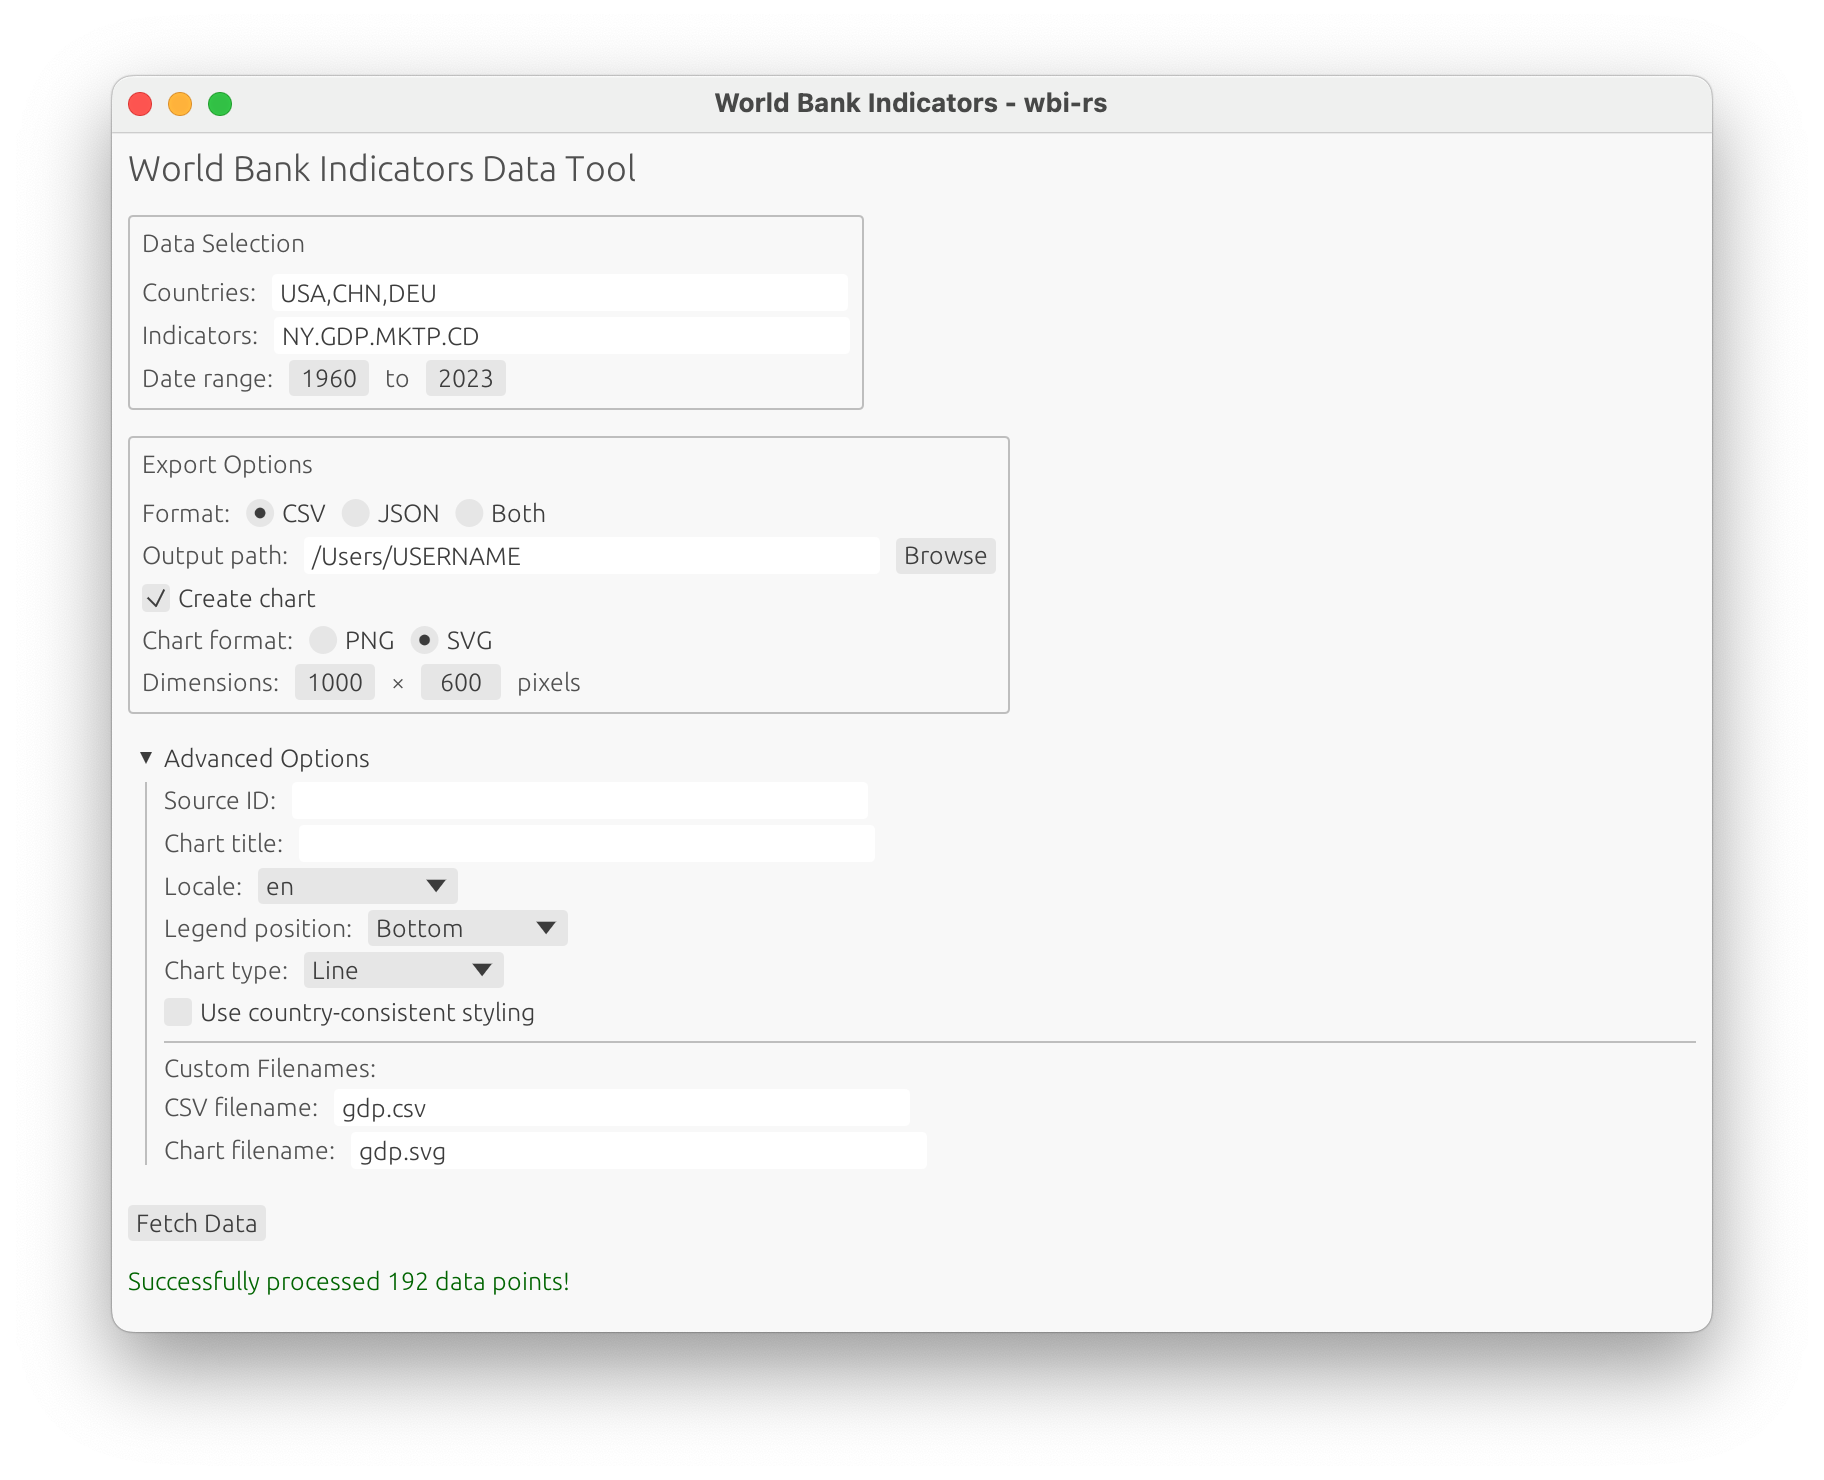 World Bank Indicators - wbi-rs
World Bank Indicators Data Tool
Data Selection
Countries: USA,CHN,DEU
Indicators: NY.GDP.MKTP.CD
Date range: 1960 to 2023
Export Options
Format: CSV JSON Both
Output path: /Users/USERNAME Browse
Create chart
Chart format: PNG SVG
Dimensions: 1000 × 600 pixels
Advanced Options
Source ID:
Chart title:
Locale: en
Legend position: Bottom
Chart type: Line
Use country-consistent styling
Custom Filenames:
CSV filename: gdp.csv
Chart filename: gdp.svg
Fetch Data
Successfully processed 192 data points!